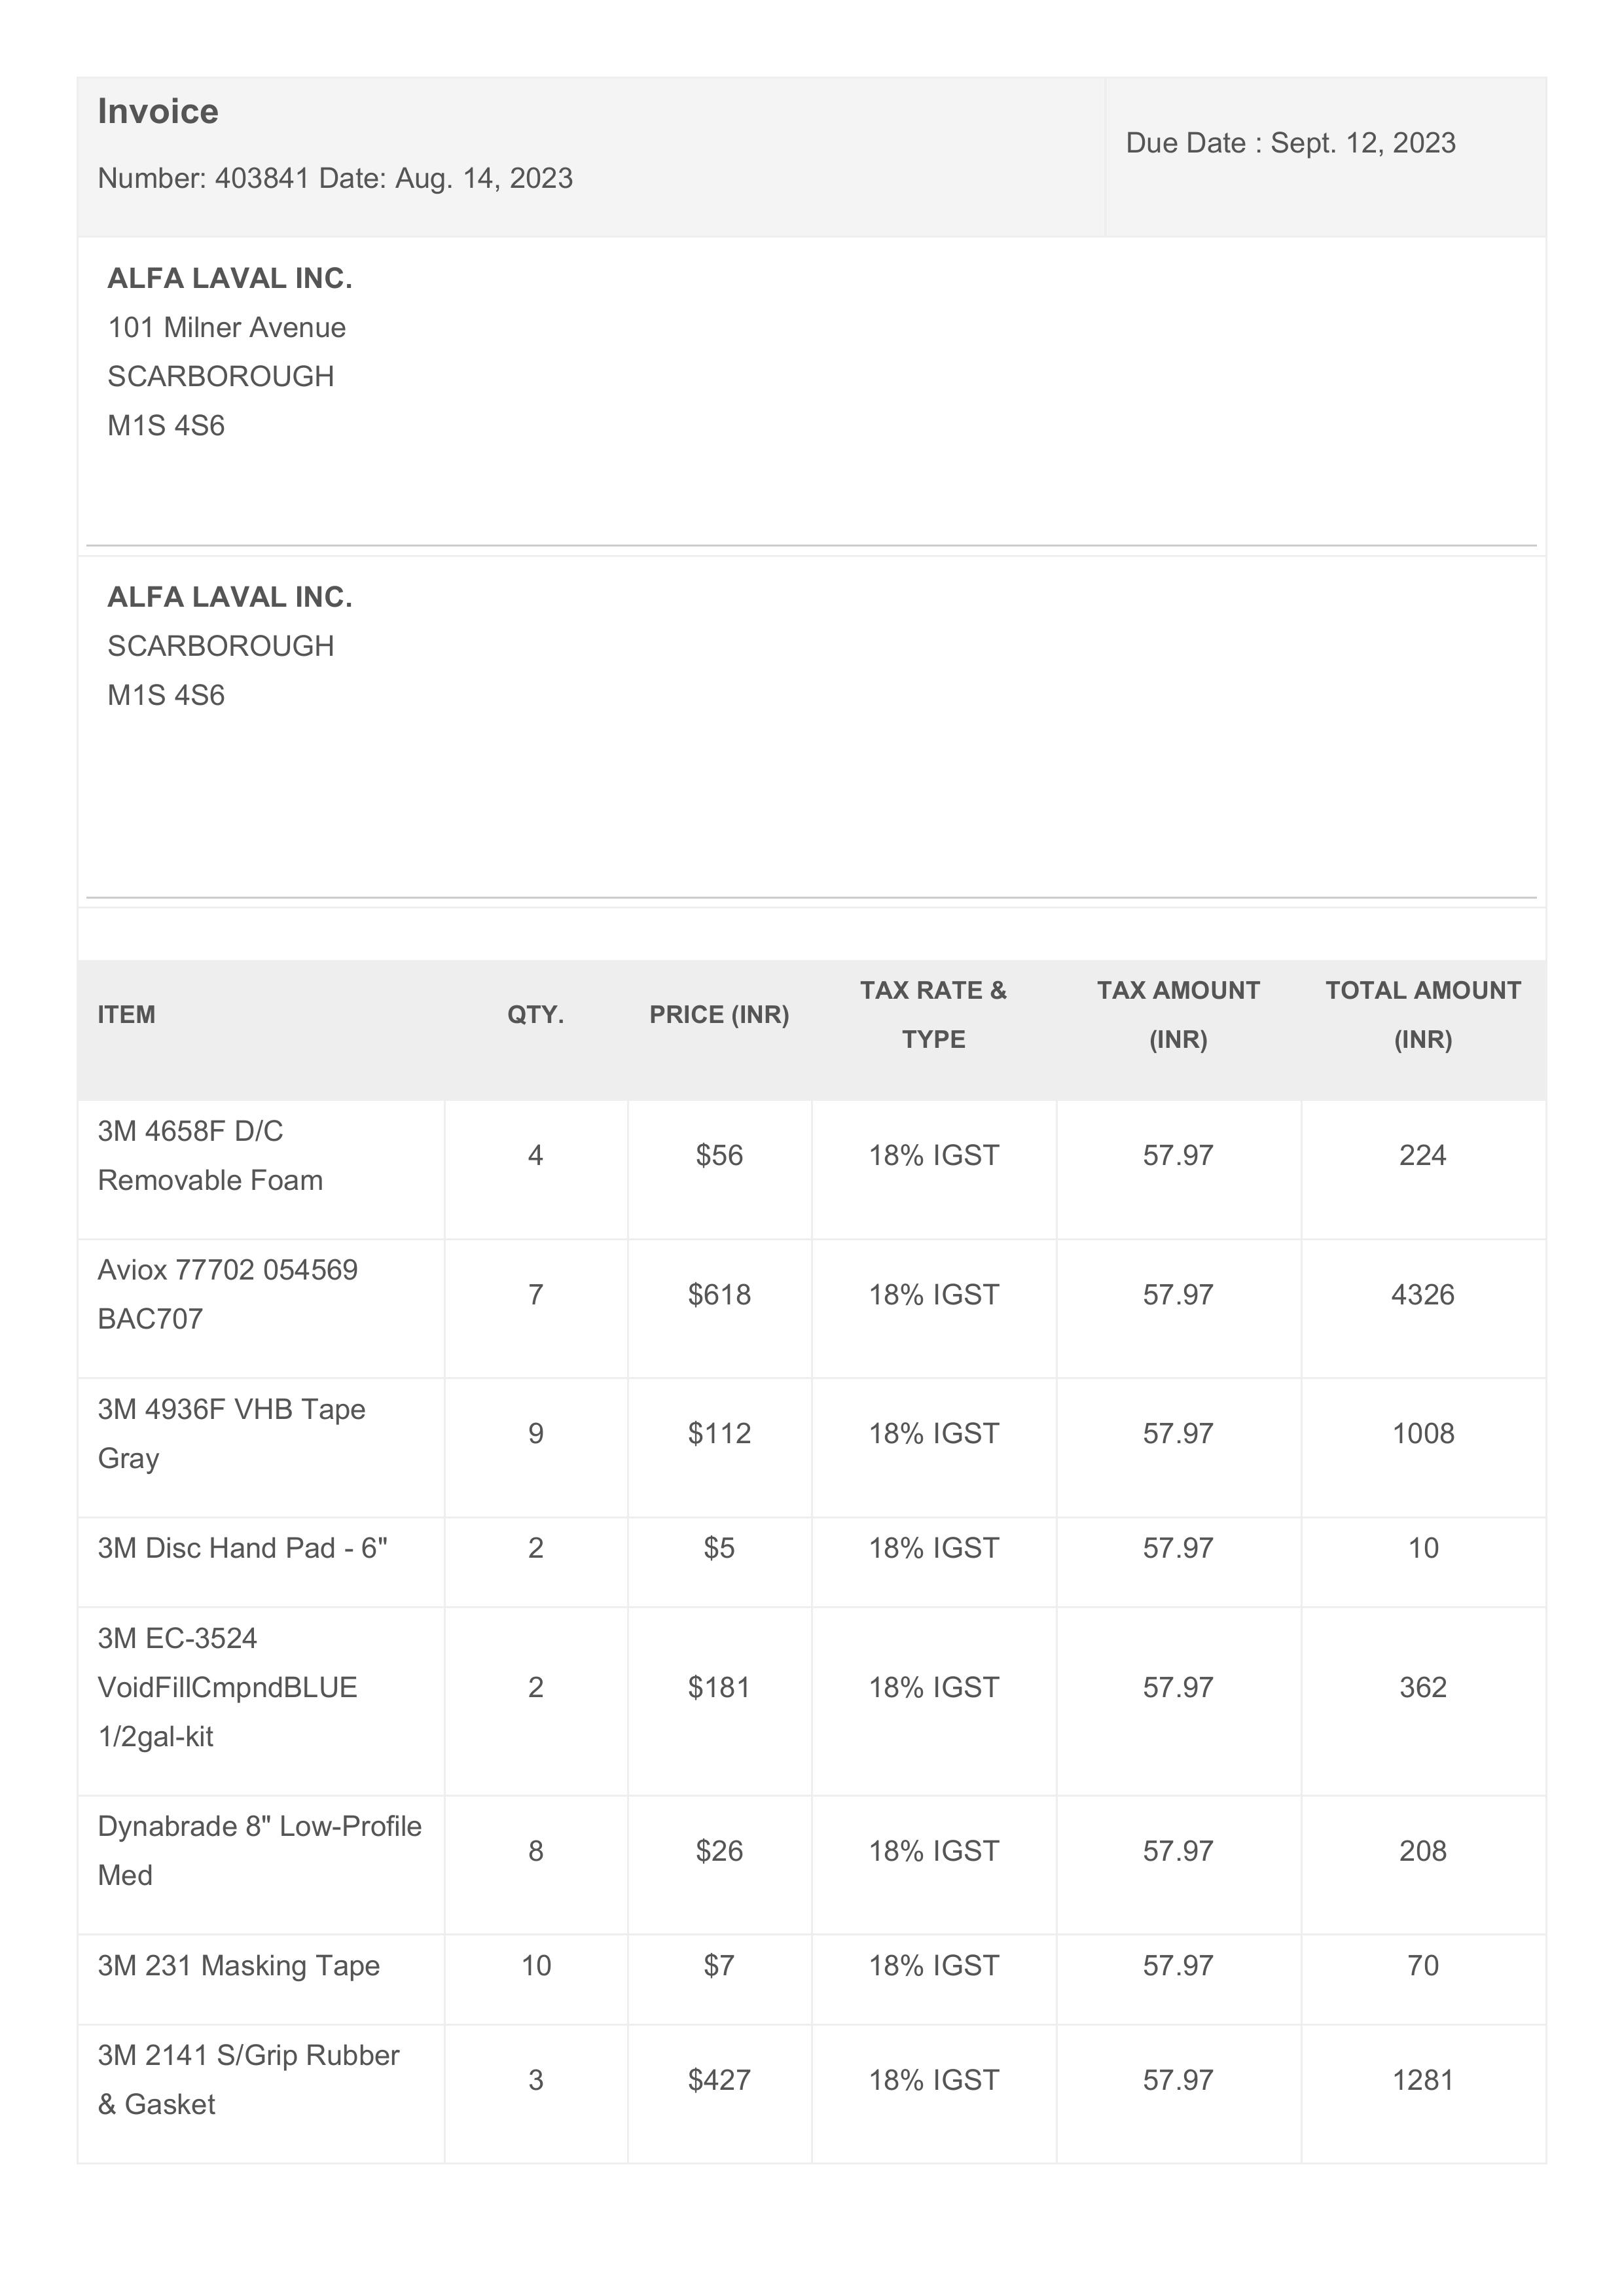 Invoice
Number: 403841 Date: Aug. 14, 2023
Due Date : Sept. 12, 2023
ALFA LAVAL INC.
101 Milner Avenue
SCARBOROUGH
M1S 4S6
ALFA LAVAL INC.
SCARBOROUGH
M1S 4S6
ITEM QTY. PRICE (INR) TAX RATE & TYPE TAX AMOUNT (INR) TOTAL AMOUNT (INR)
3M 4658F D/C
Removable Foam
4 $56 18% IGST 57.97 224
Aviox 77702 054569
BAC707
7 $618 18% IGST 57.97 4326
3M 4936F VHB Tape
Gray
9 $112 18% IGST 57.97 1008
3M Disc Hand Pad - 6" 2 $5 18% IGST 57.97 10
3M EC-3524
VoidFillCmpndBLUE
1/2gal-kit
2 $181 18% IGST 57.97 362
Dynabrade 8" Low-Profile
Med
8 $26 18% IGST 57.97 208
3M 231 Masking Tape 10 $7 18% IGST 57.97 70
3M 2141 S/Grip Rubber
& Gasket
3 $427 18% IGST 57.97 1281